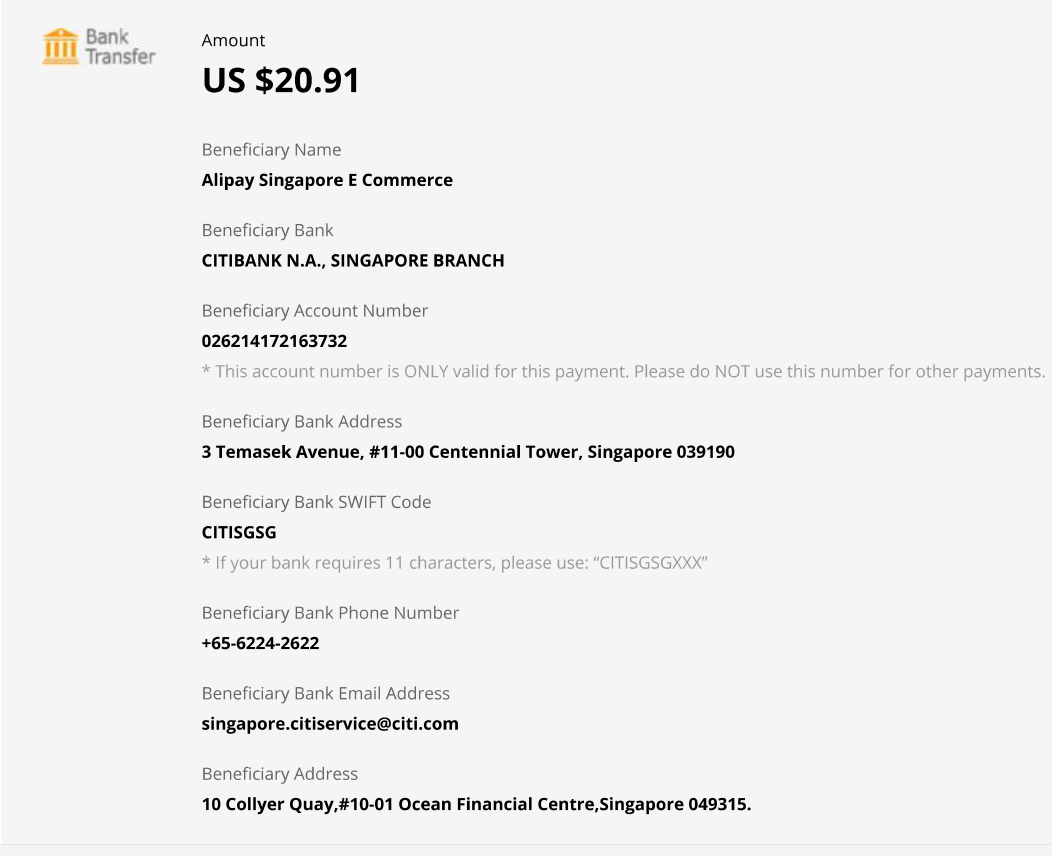 Bank
Transfer
Amount
US $20.91
Beneficiary Name
Alipay Singapore E Commerce
Beneficiary Bank
CITIBANK N.A., SINGAPORE BRANCH
Beneficiary Account Number
026214172163732
* This account number is ONLY valid for this payment. Please do NOT use this number for other payments.
Beneficiary Bank Address
3 Temasek Avenue, #11-00 Centennial Tower, Singapore 039190
Beneficiary Bank SWIFT Code
CITISGSG
* If your bank requires 11 characters, please use: “CITISGSGXXX”
Beneficiary Bank Phone Number
+65-6224-2622
Beneficiary Bank Email Address
singapore.citiservice@citi.com
Beneficiary Address
10 Collyer Quay,#10-01 Ocean Financial Centre,Singapore 049315.